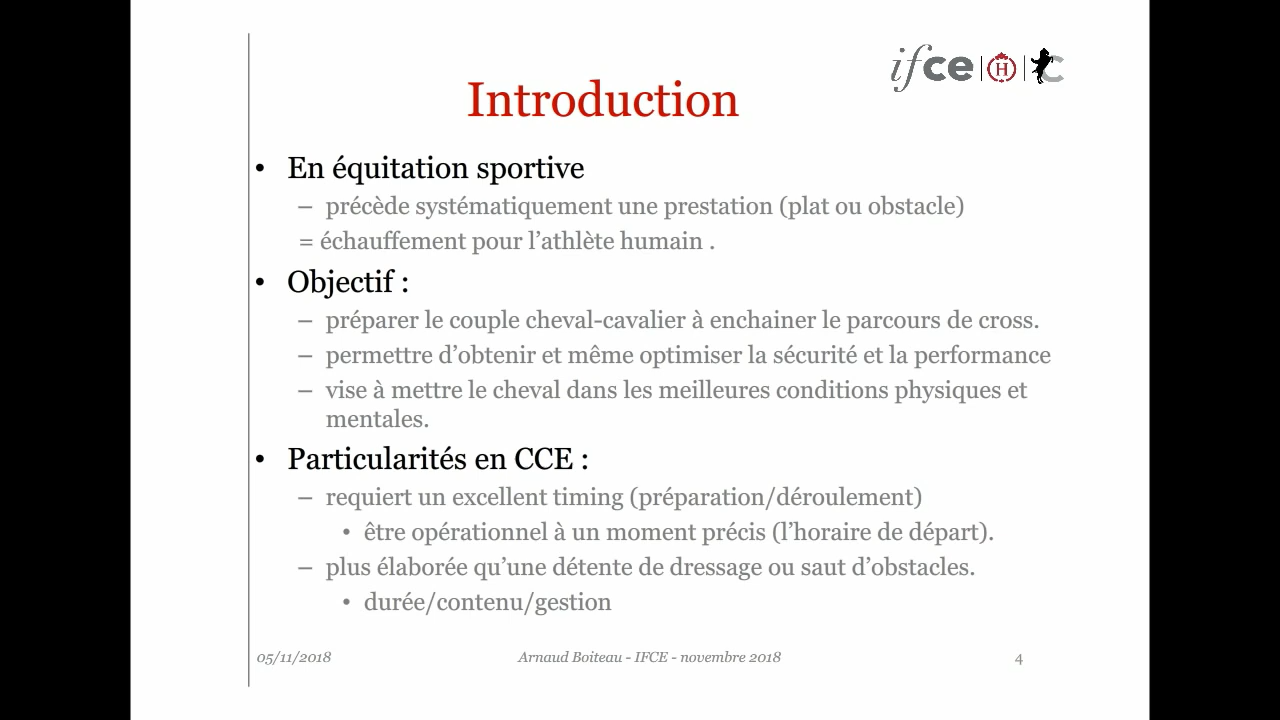 ifce | H | C
Introduction
• En équitation sportive
– précède systématiquement une prestation (plat ou obstacle)
= échauffement pour l’athlète humain .
• Objectif :
– préparer le couple cheval-cavalier à enchainer le parcours de cross.
– permettre d’obtenir et même optimiser la sécurité et la performance
– vise à mettre le cheval dans les meilleures conditions physiques et
mentales.
• Particularités en CCE :
– requiert un excellent timing (préparation/déroulement)
• être opérationnel à un moment précis (l’horaire de départ).
– plus élaborée qu’une détente de dressage ou saut d’obstacles.
• durée/contenu/gestion
05/11/2018
Arnaud Boiteau - IFCE - novembre 2018
4